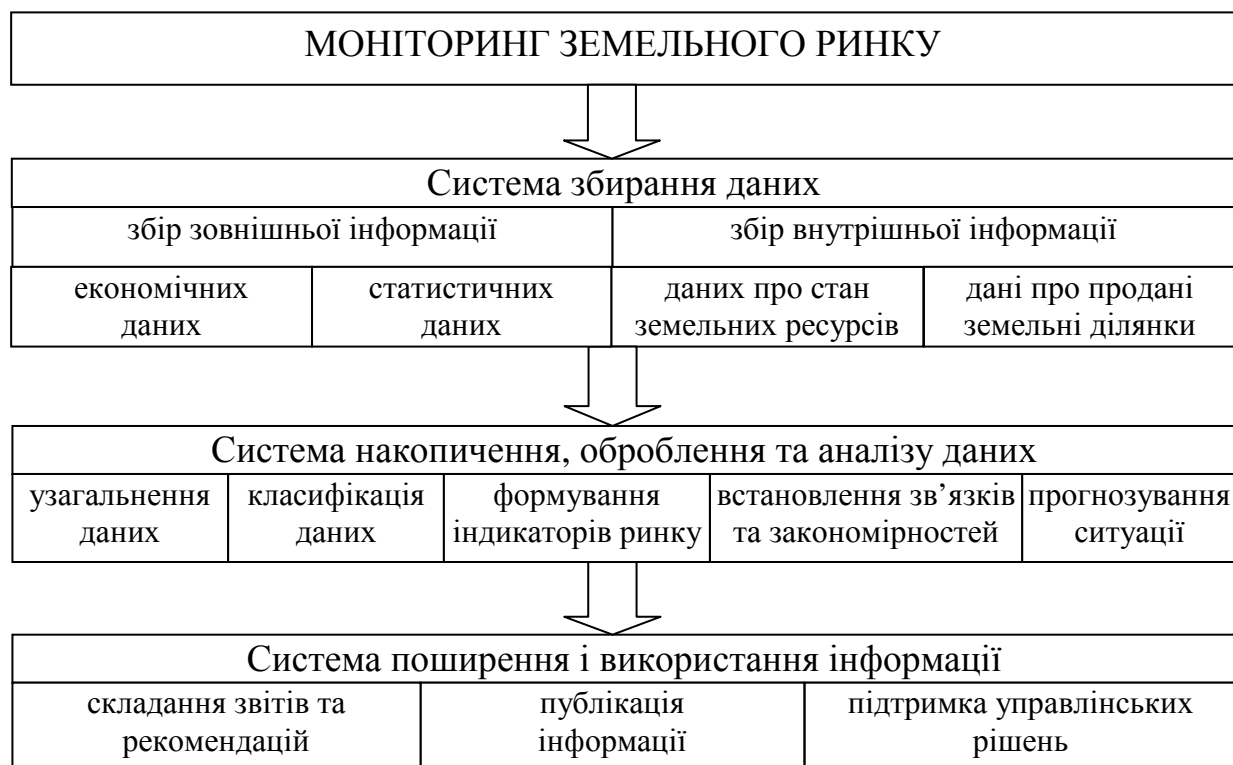 МОНІТОРИНГ ЗЕМЕЛЬНОГО РИНКУ
Система збирання даних
збір зовнішньої інформації
збір внутрішньої інформації
економічних
даних
статистичних
даних
даних про стан
земельних ресурсів
дані про продані
земельні ділянки
Система накопичення, оброблення та аналізу даних
узагальнення
даних
класифікація
даних
формування
індикаторів ринку
встановлення зв’язків
та закономірностей
прогнозування
ситуації
Система поширення і використання інформації
складання звітів та
рекомендацій
публікація
інформації
підтримка управлінських
рішень